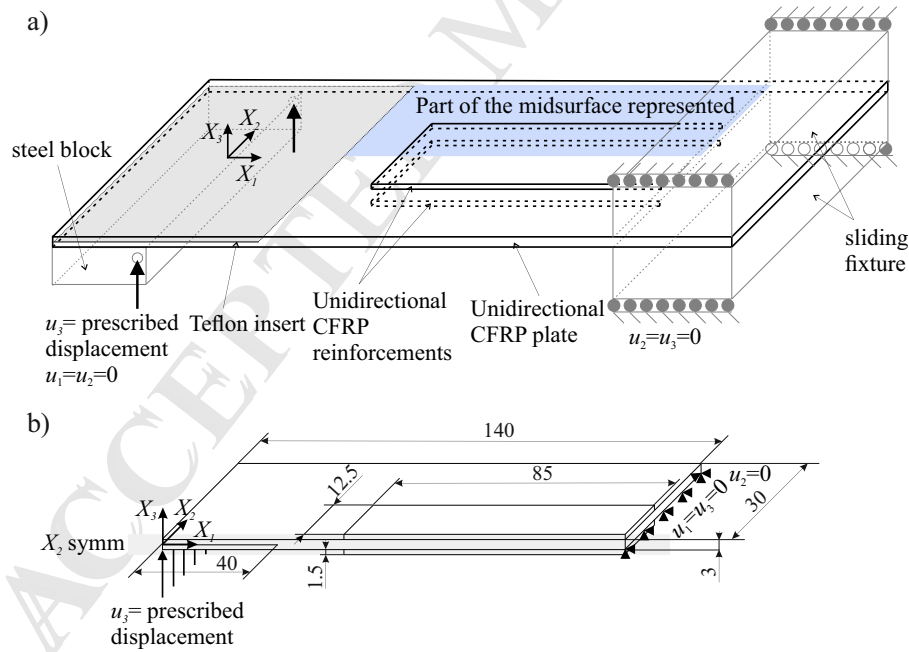 a)
Part of the midsurface represented
X3
X2
X1
steel block
u3= prescribed
displacement
u1=u2=0
Teflon insert
Unidirectional
CFRP
reinforcements
Unidirectional
CFRP plate
u2=u3=0
sliding
fixture
b)
140
85
12.5
u2=0
u1=u3=0
30
X3
X2
X1
X2 symm
40
1.5
3
u3= prescribed
displacement
ACCEPTE
M